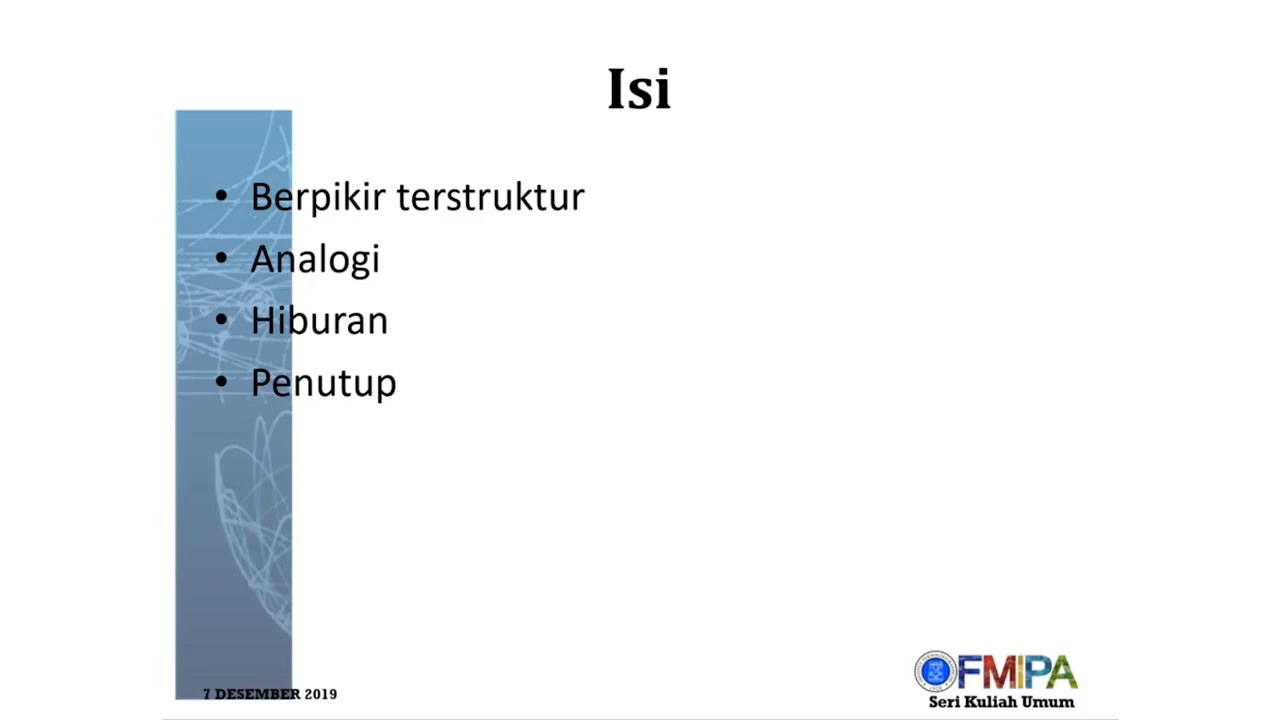 Isi
• Berpikir terstruktur
• Analogi
• Hiburan
• Penutup
7 DESEMBER 2019
FMIPA
Seri Kuliah Umum